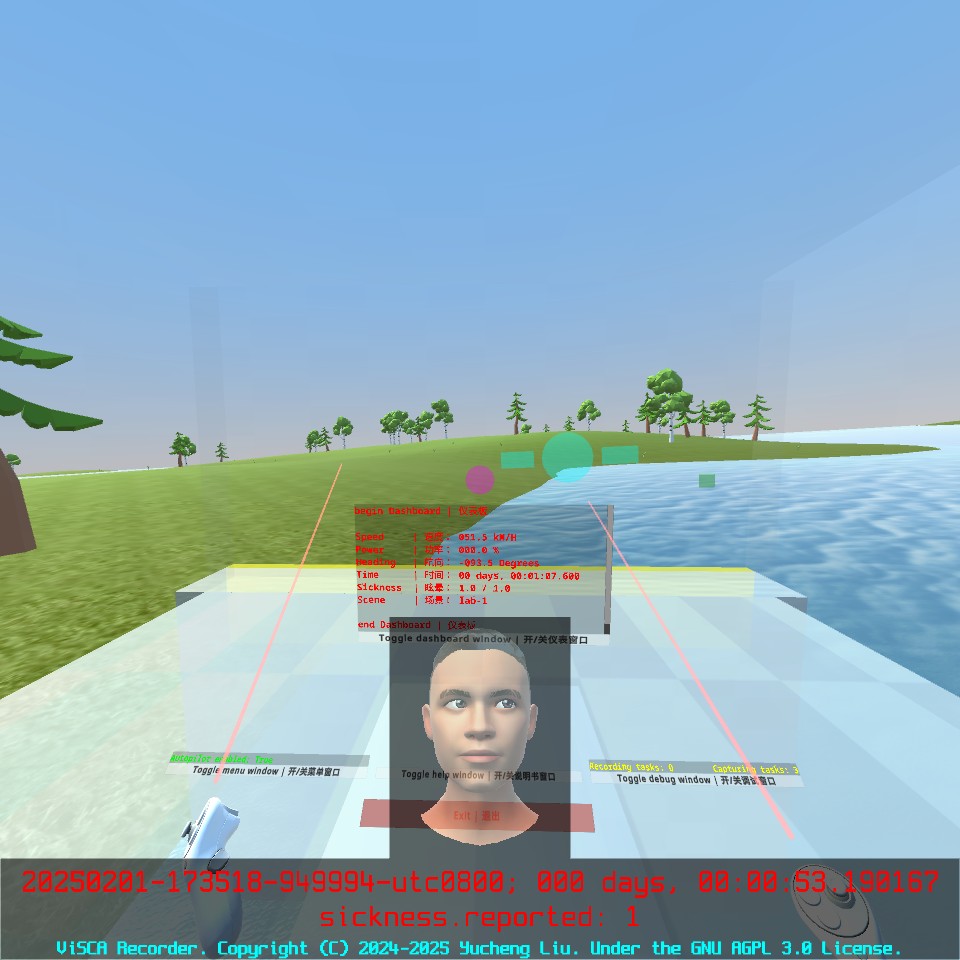 begin Dashboard | 仪表板
Speed | 速度: 051.5 kM/H
Power | 功率: 000.0 %
Heading | 航向: -093.5 Degrees
Time | 时间: 00 days, 00:01:07.600
Sickness | 眩晕: 1.0 / 1.0
Scene | 场景: lab-1
end Dashboard | 仪表板
Toggle dashboard window | 开/关仪表窗口
Autopilot enabled, True
Toggle menu window | 开/关菜单窗口
Toggle help window | 开/关说明书窗口
Recording tasks: 0 Capturing tasks: 3
Toggle debug window | 开/关调试窗口
Exit | 退出
20250201-173518-949994-utc0800; 000 days, 00:00:53.190167
sickness.reported: 1
ViSCA Recorder. Copyright (C) 2024-2025 Yucheng Liu. Under the GNU AGPL 3.0 License.